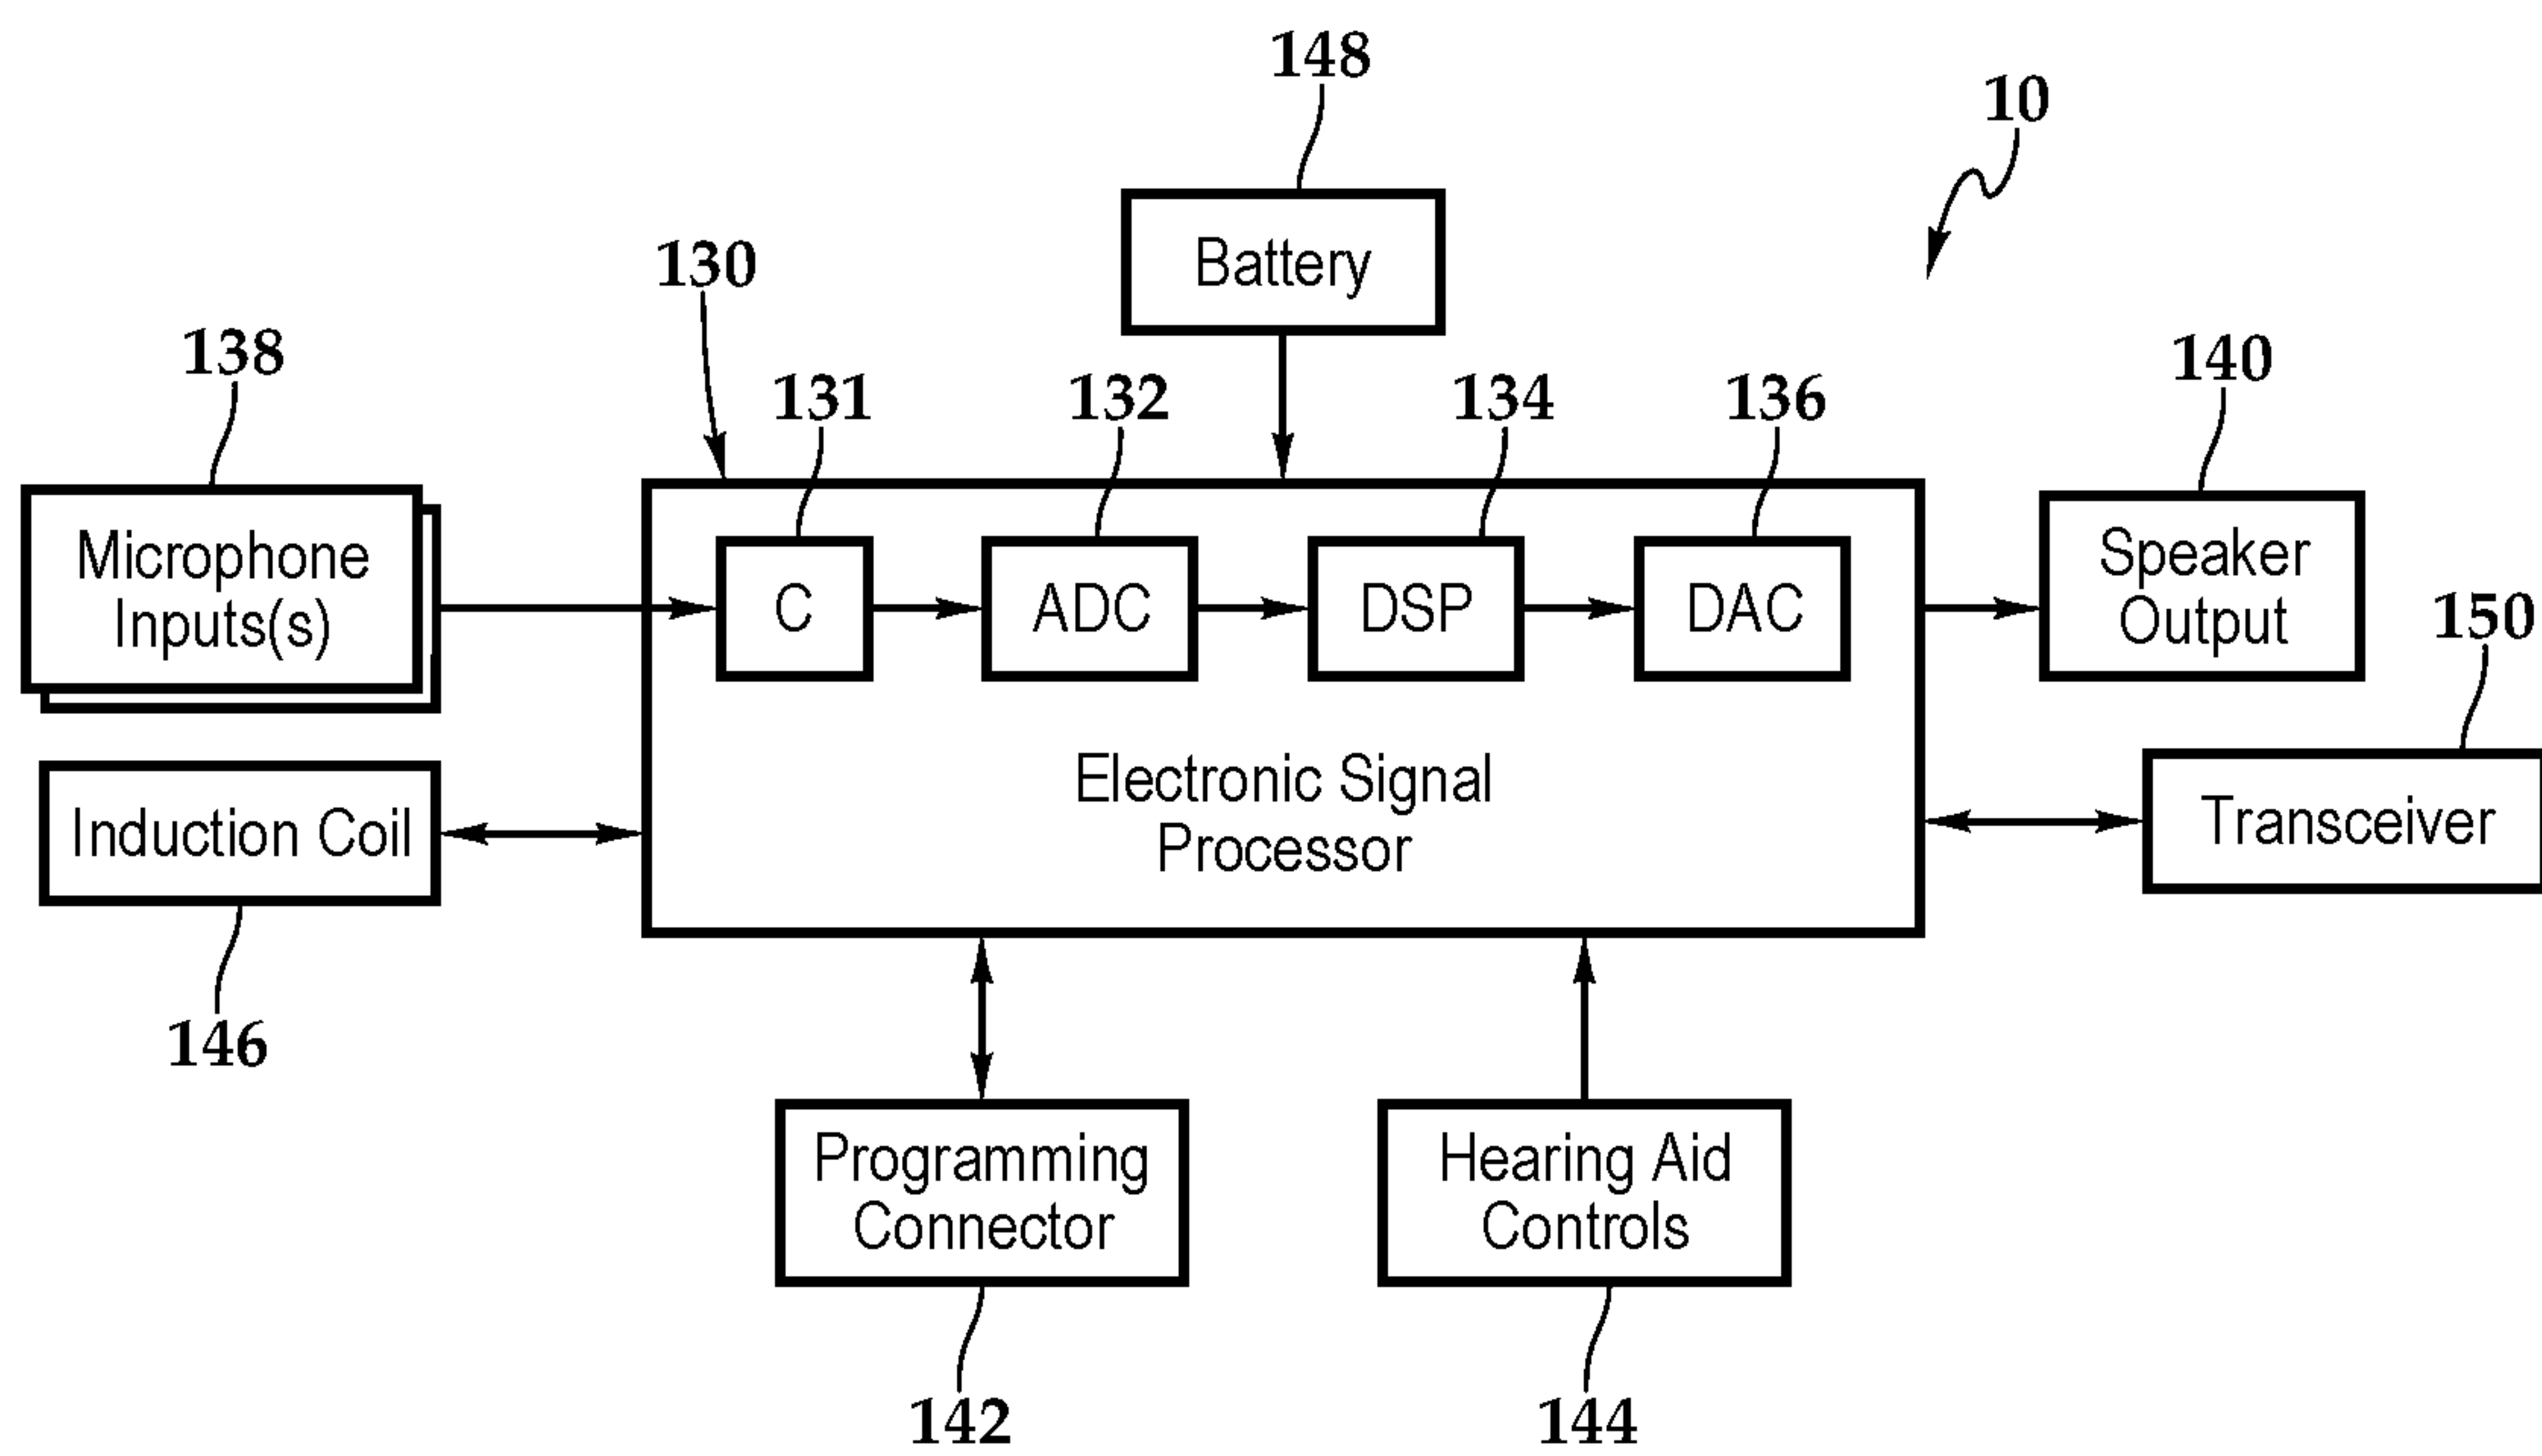 148
10
130
138
Battery
140
131
132
134
136
Microphone
Inputs(s)
C
ADC
DSP
DAC
Speaker
Output
150
Electronic Signal
Processor
Induction Coil
Transceiver
146
Programming
Connector
Hearing Aid
Controls
142
144